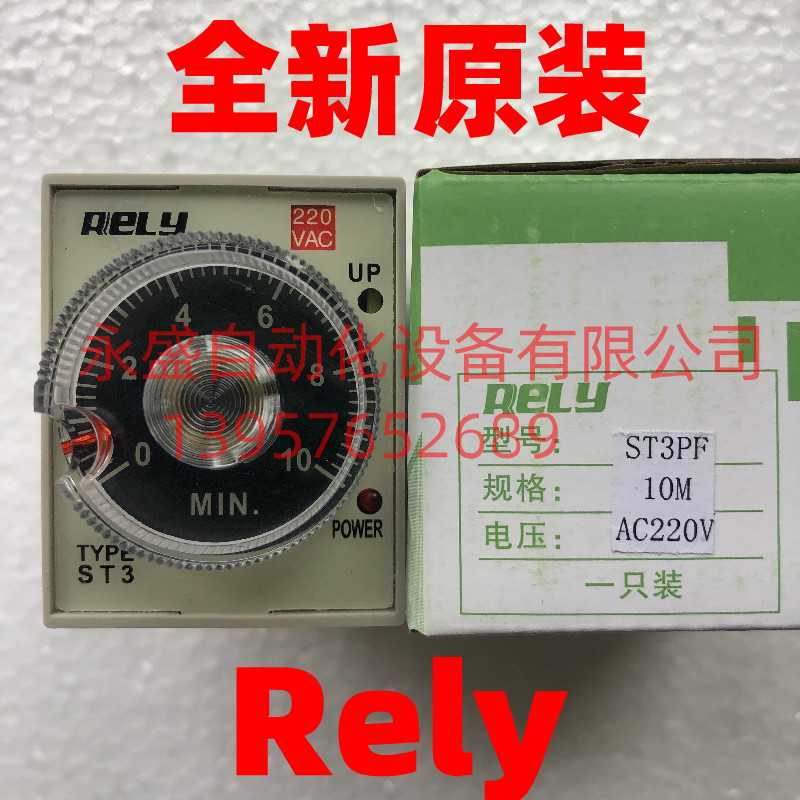 全新原装
RELY
220
VAC
UP
4
6
2
8
0
10
MIN.
POWER
TYPE
ST3
永盛自动化设备有限公司
13957652689
RELY
型号: ST3PF
规格: 10M
电压: AC220V
一只装
Rely